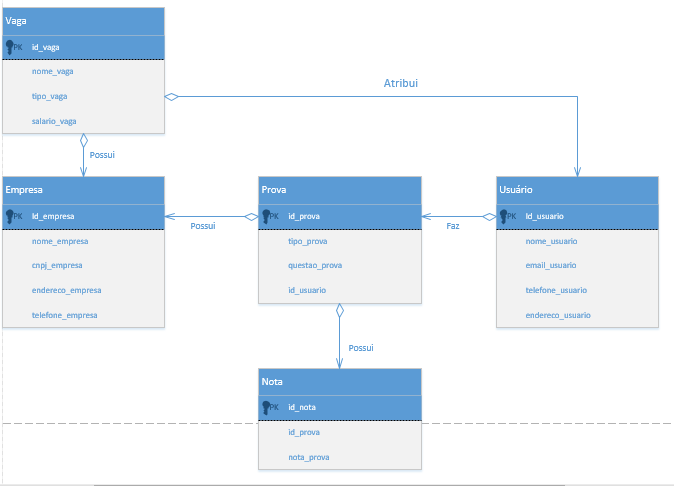 Vaga
PK id_vaga
nome_vaga
tipo_vaga
salario_vaga
Atribui
Possui
Empresa
PK Id_empresa
nome_empresa
cnpj_empresa
endereco_empresa
telefone_empresa
Possui
Prova
PK id_prova
tipo_prova
questao_prova
id_usuario
Faz
Usuário
PK Id_usuario
nome_usuario
email_usuario
telefone_usuario
endereco_usuario
Possui
Nota
PK id_nota
id_prova
nota_prova